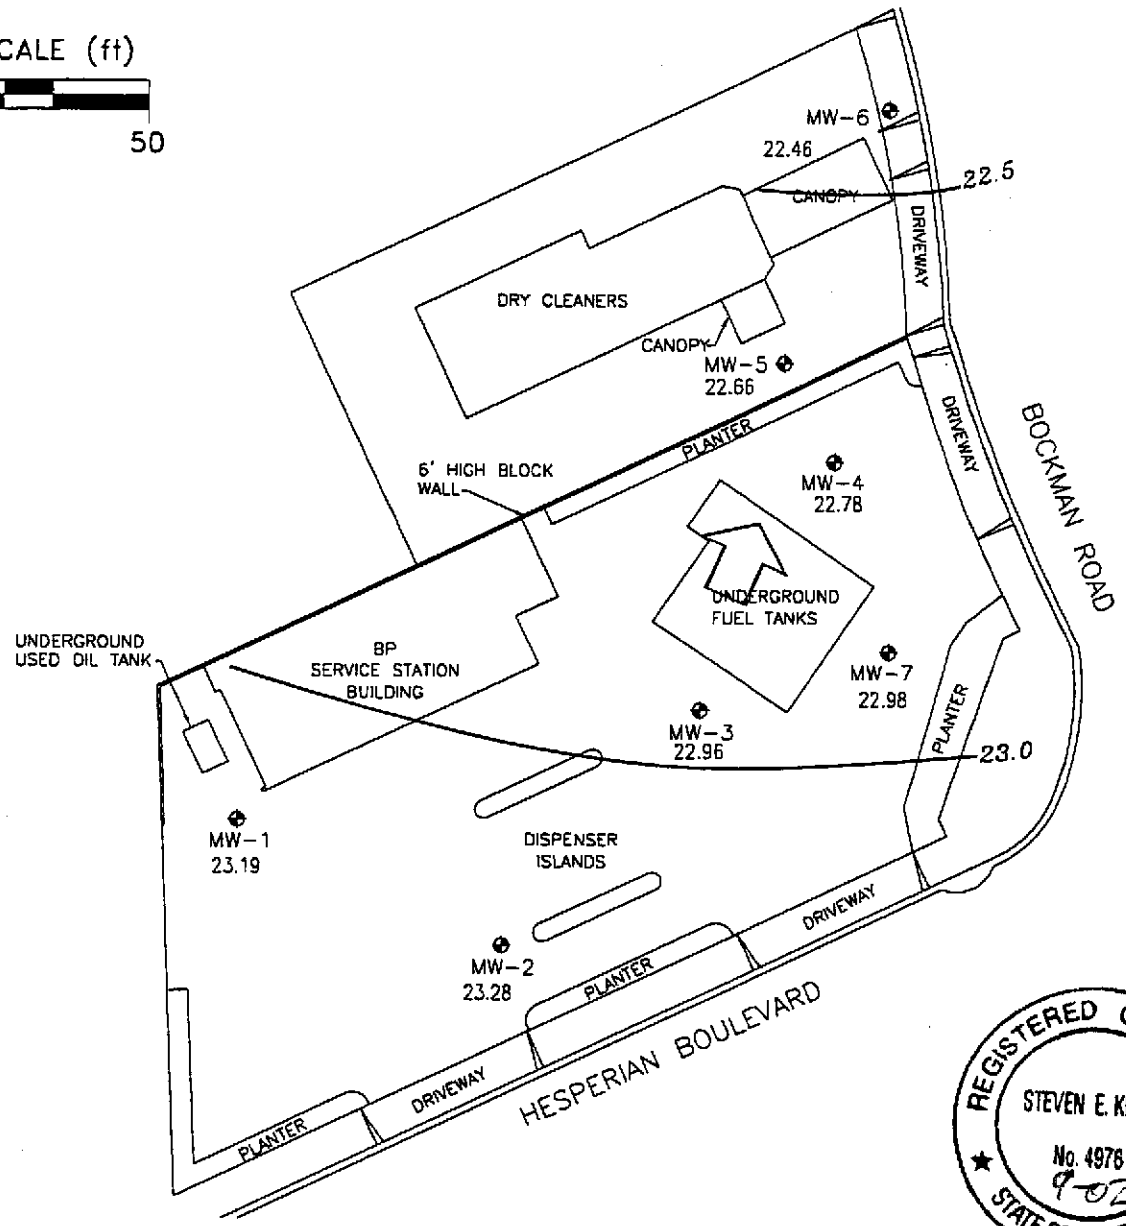 CALE (ft)
50
MW-6
22.46
22.5
CANOPY
DRIVEWAY
DRY CLEANERS
CANOPY
MW-5
22.66
PLANTER
DRIVEWAY
BOCKMAN ROAD
6' HIGH BLOCK
WALL
MW-4
22.78
UNDERGROUND
FUEL TANKS
UNDERGROUND
USED OIL TANK
BP
SERVICE STATION
BUILDING
MW-7
22.98
MW-3
22.96
PLANTER
23.0
MW-1
23.19
DISPENSER
ISLANDS
MW-2
23.28
PLANTER
DRIVEWAY
HESPERIAN BOULEVARD
DRIVEWAY
PLANTER
REGISTERED
STEVEN E. K
No. 4976
STATE